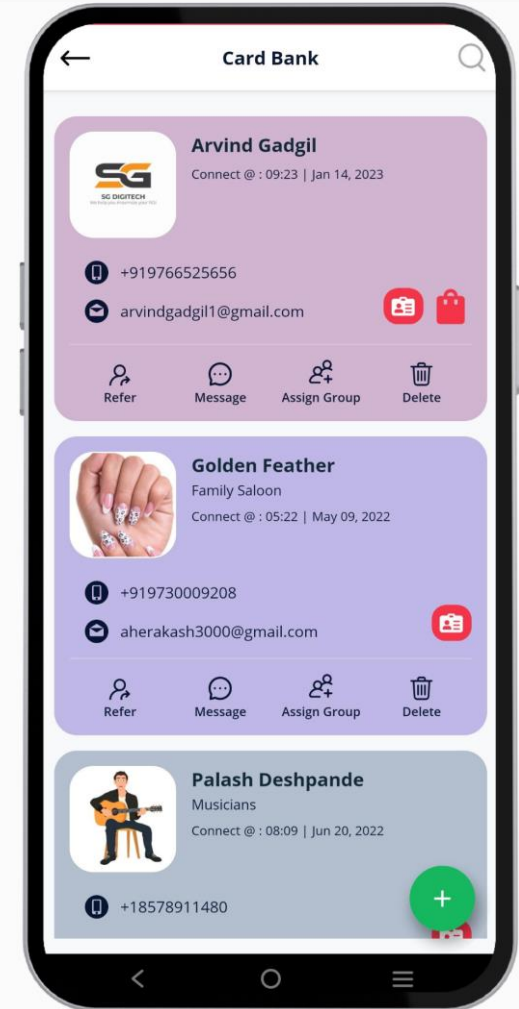 Card Bank
Arvind Gadgil
Connect @ : 09:23 | Jan 14, 2023
SG
SG DIGITECH
+919766525656
arvindgadgil1@gmail.com
Refer Message Assign Group Delete
Golden Feather
Family Saloon
Connect @ : 05:22 | May 09, 2022
+919730009208
aherakash3000@gmail.com
Refer Message Assign Group Delete
Palash Deshpande
Musicians
Connect @ : 08:09 | Jun 20, 2022
+18578911480